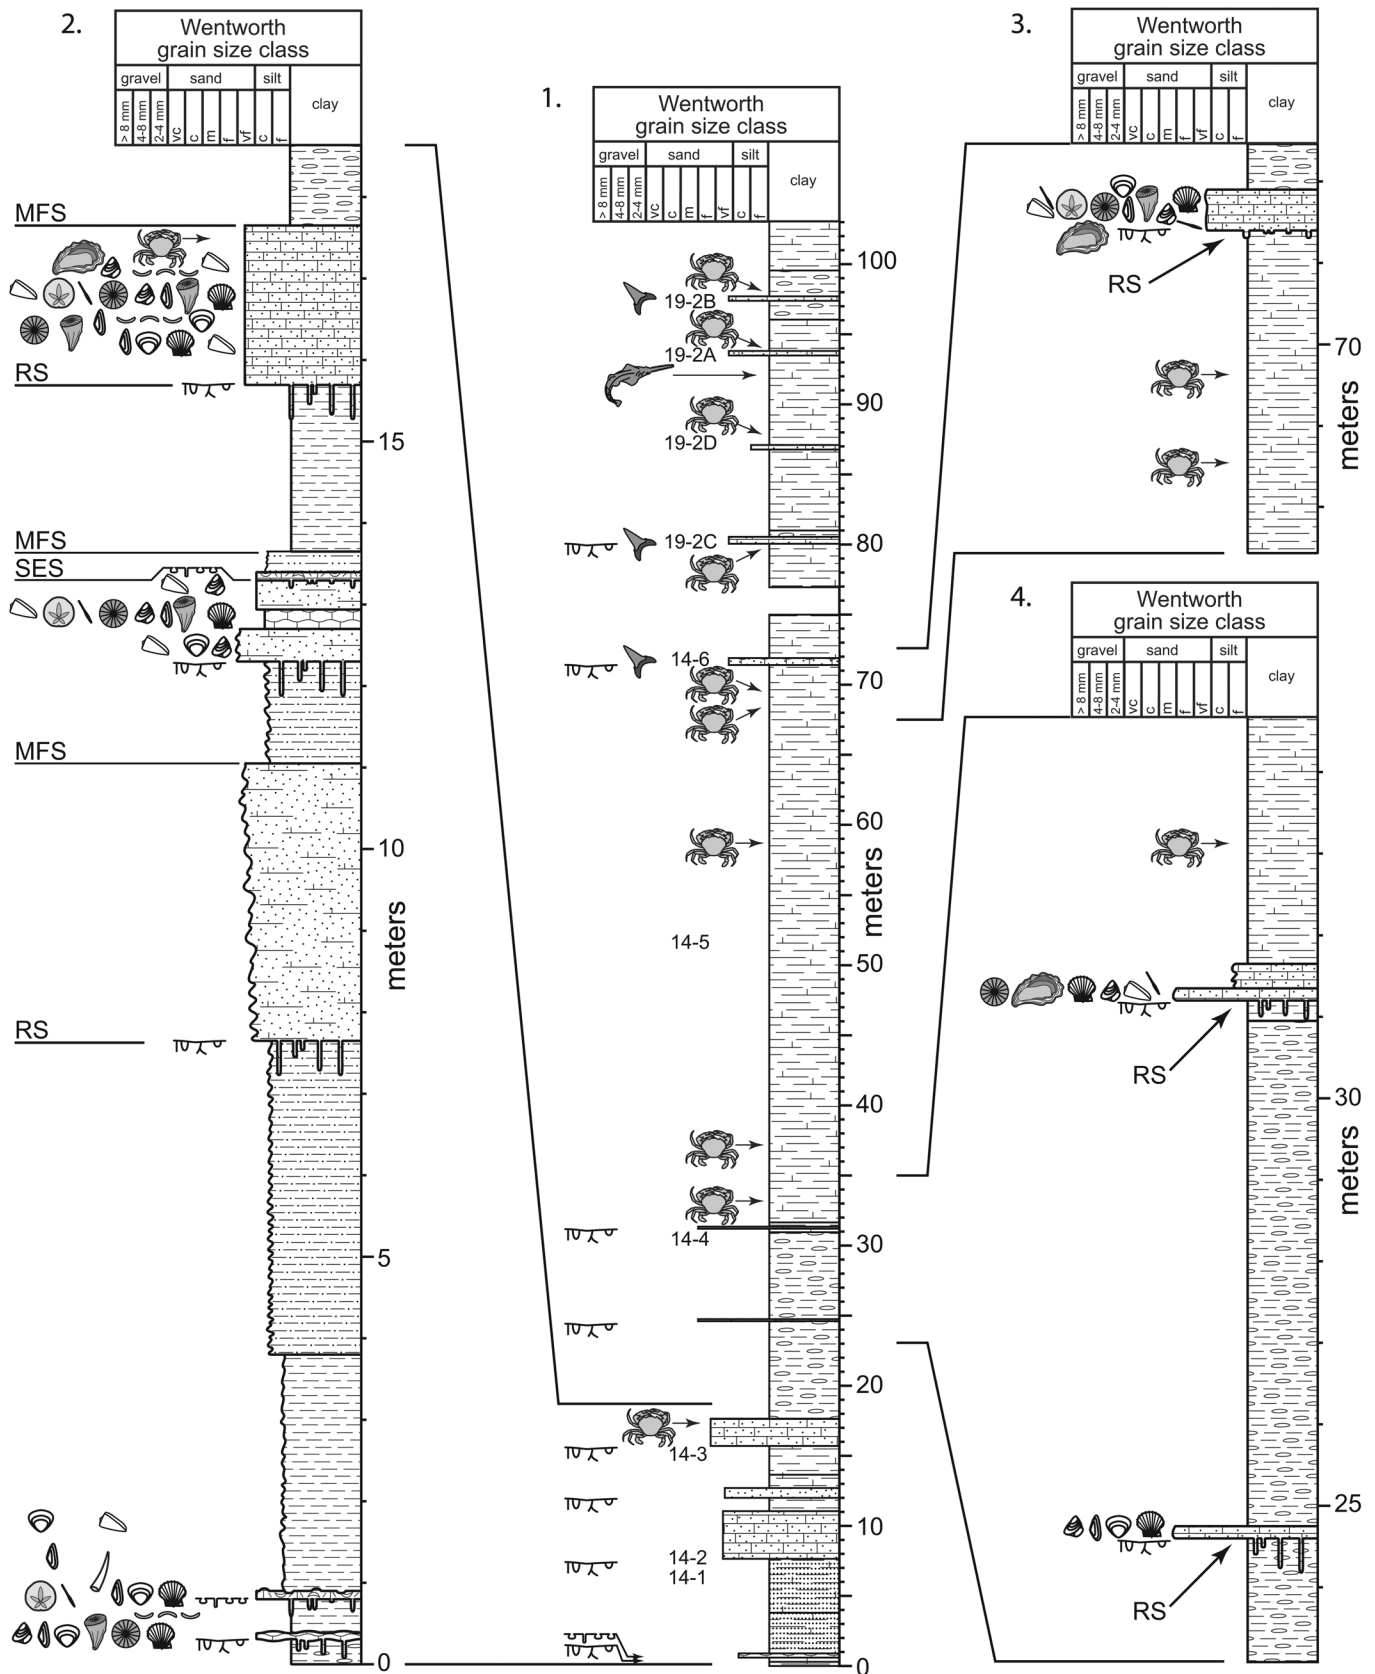 2.
Wentworth
grain size class
gravel
sand
silt
clay
> 8 mm
4-8 mm
2-4 mm
vc
c
m
f
vf
c
f
MFS
RS
15
MFS
SES
MFS
10
meters
RS
5
0
1.
Wentworth
grain size class
gravel
sand
silt
clay
> 8 mm
4-8 mm
2-4 mm
vc
c
m
f
vf
c
f
100
19-2B
19-2A
90
19-2D
19-2C
80
14-6
70
60
meters
14-5
50
40
14-4
30
20
14-3
10
14-2
14-1
0
3.
Wentworth
grain size class
gravel
sand
silt
clay
> 8 mm
4-8 mm
2-4 mm
vc
c
m
f
vf
c
f
RS
70
meters
4.
Wentworth
grain size class
gravel
sand
silt
clay
> 8 mm
4-8 mm
2-4 mm
vc
c
m
f
vf
c
f
RS
30
meters
25
RS